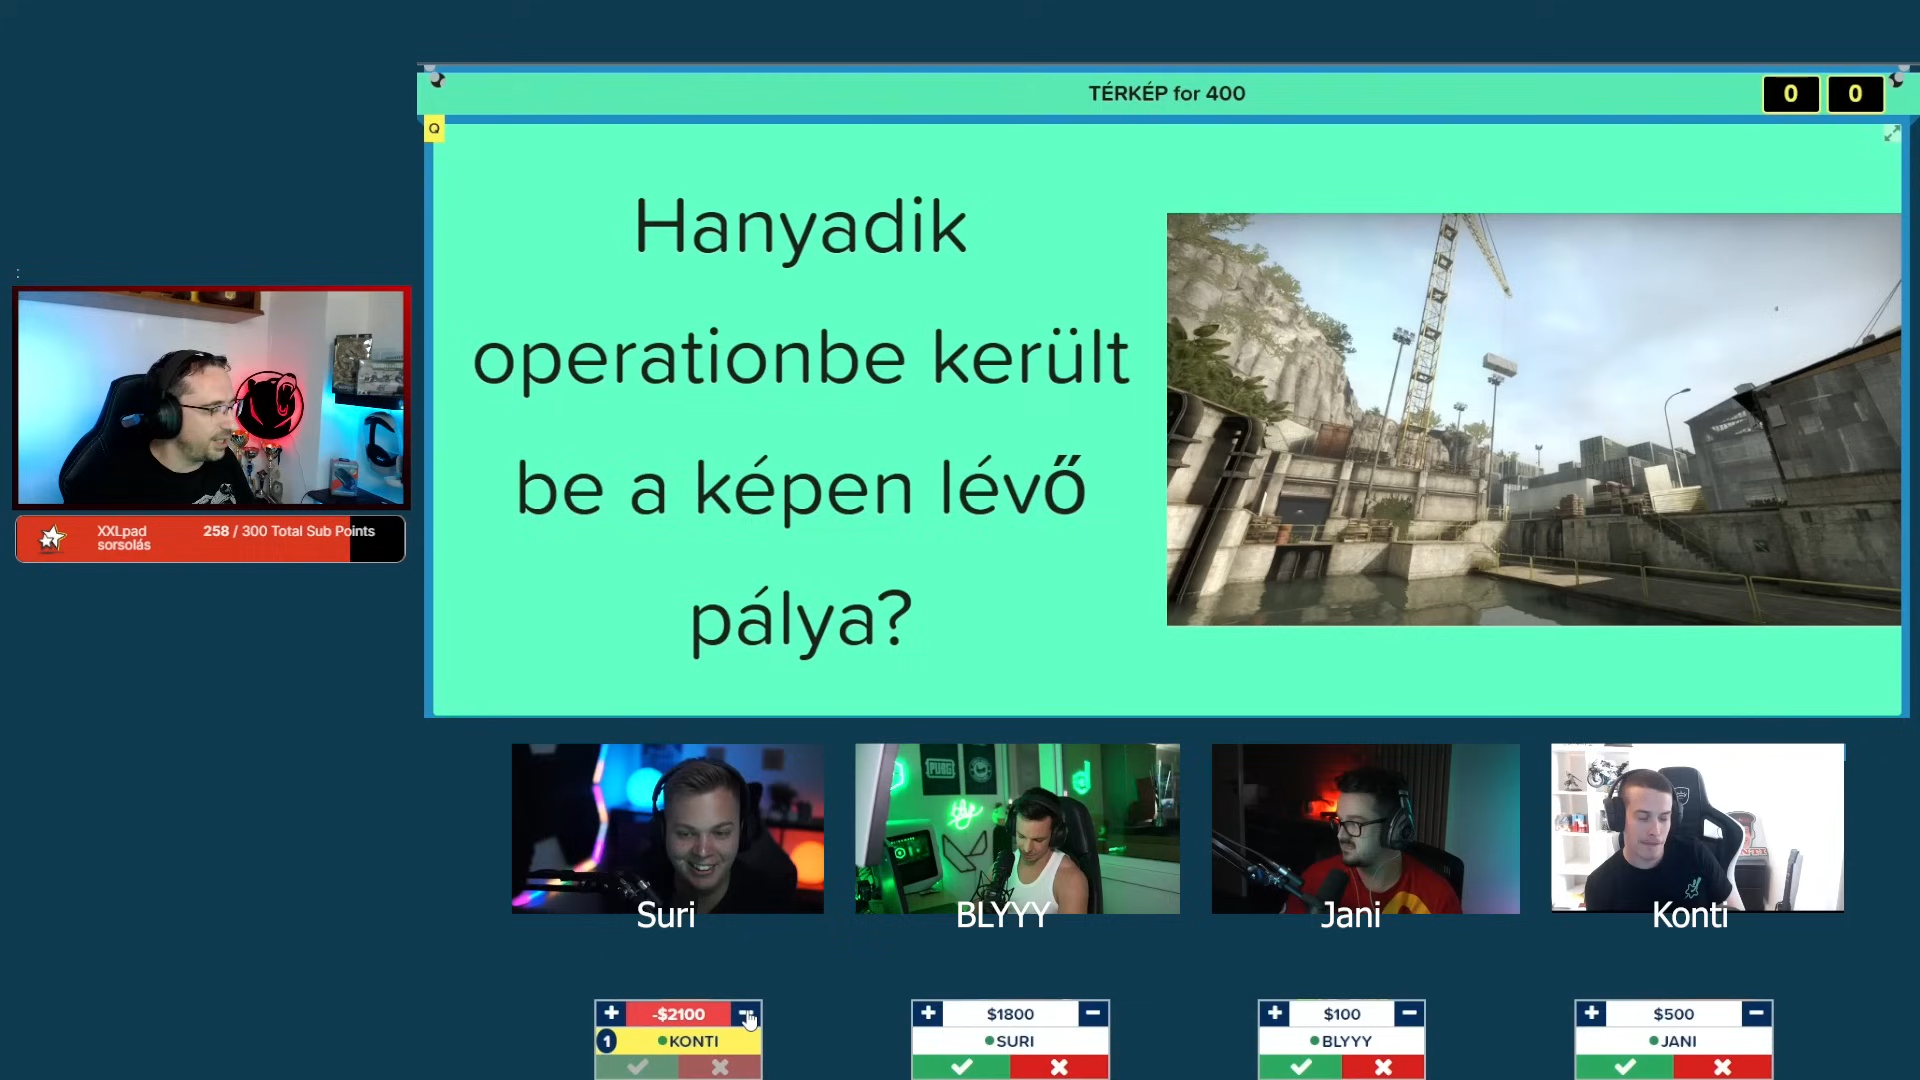 TÉRKÉP for 400
0 0
Q
Hanyadik
operationbe került
be a képen lévő
pálya?
:
XXLpad
sorsolás
258 / 300 Total Sub Points
PUBG
Suri
BLYYY
Jani
Konti
-$2100
1 KONTI
$1800
SURI
$100
BLYYY
$500
JANI